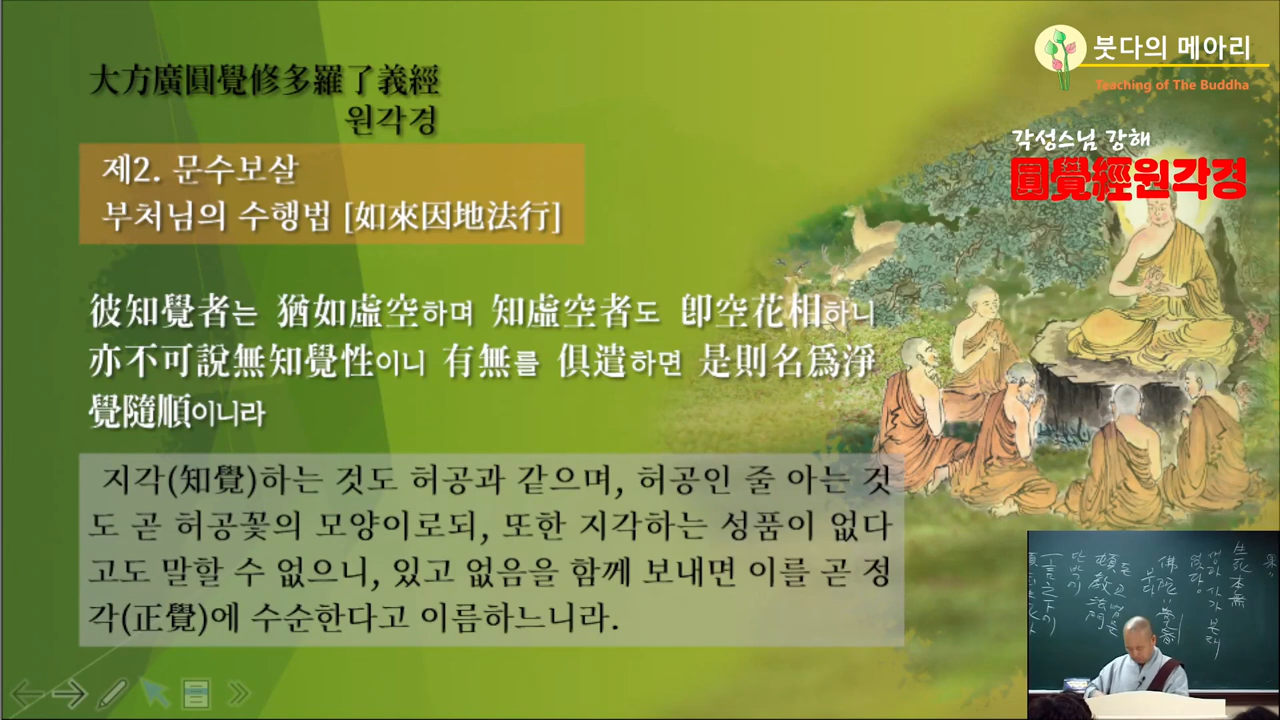 大方廣圓覺修多羅了義經
원각경
제2. 문수보살
부처님의 수행법 [如來因地法行]
彼知覺者는 猶如虛空하며 知虛空者도 卽空花相하니
亦不可說無知覺性이니 有無를 俱遣하면 是則名爲淨
覺隨順이니라
지각(知覺)하는 것도 허공과 같으며, 허공인 줄 아는 것
도 곧 허공꽃의 모양이로되, 또한 지각하는 성품이 없다
고도 말할 수 없으니, 있고 없음을 함께 보내면 이를 곧 정
각(正覺)에 수순한다고 이름하느니라.
붓다의 메아리
Teaching of The Buddha
각성스님 강해
圓覺經원각경
生死本無
頓敎法門